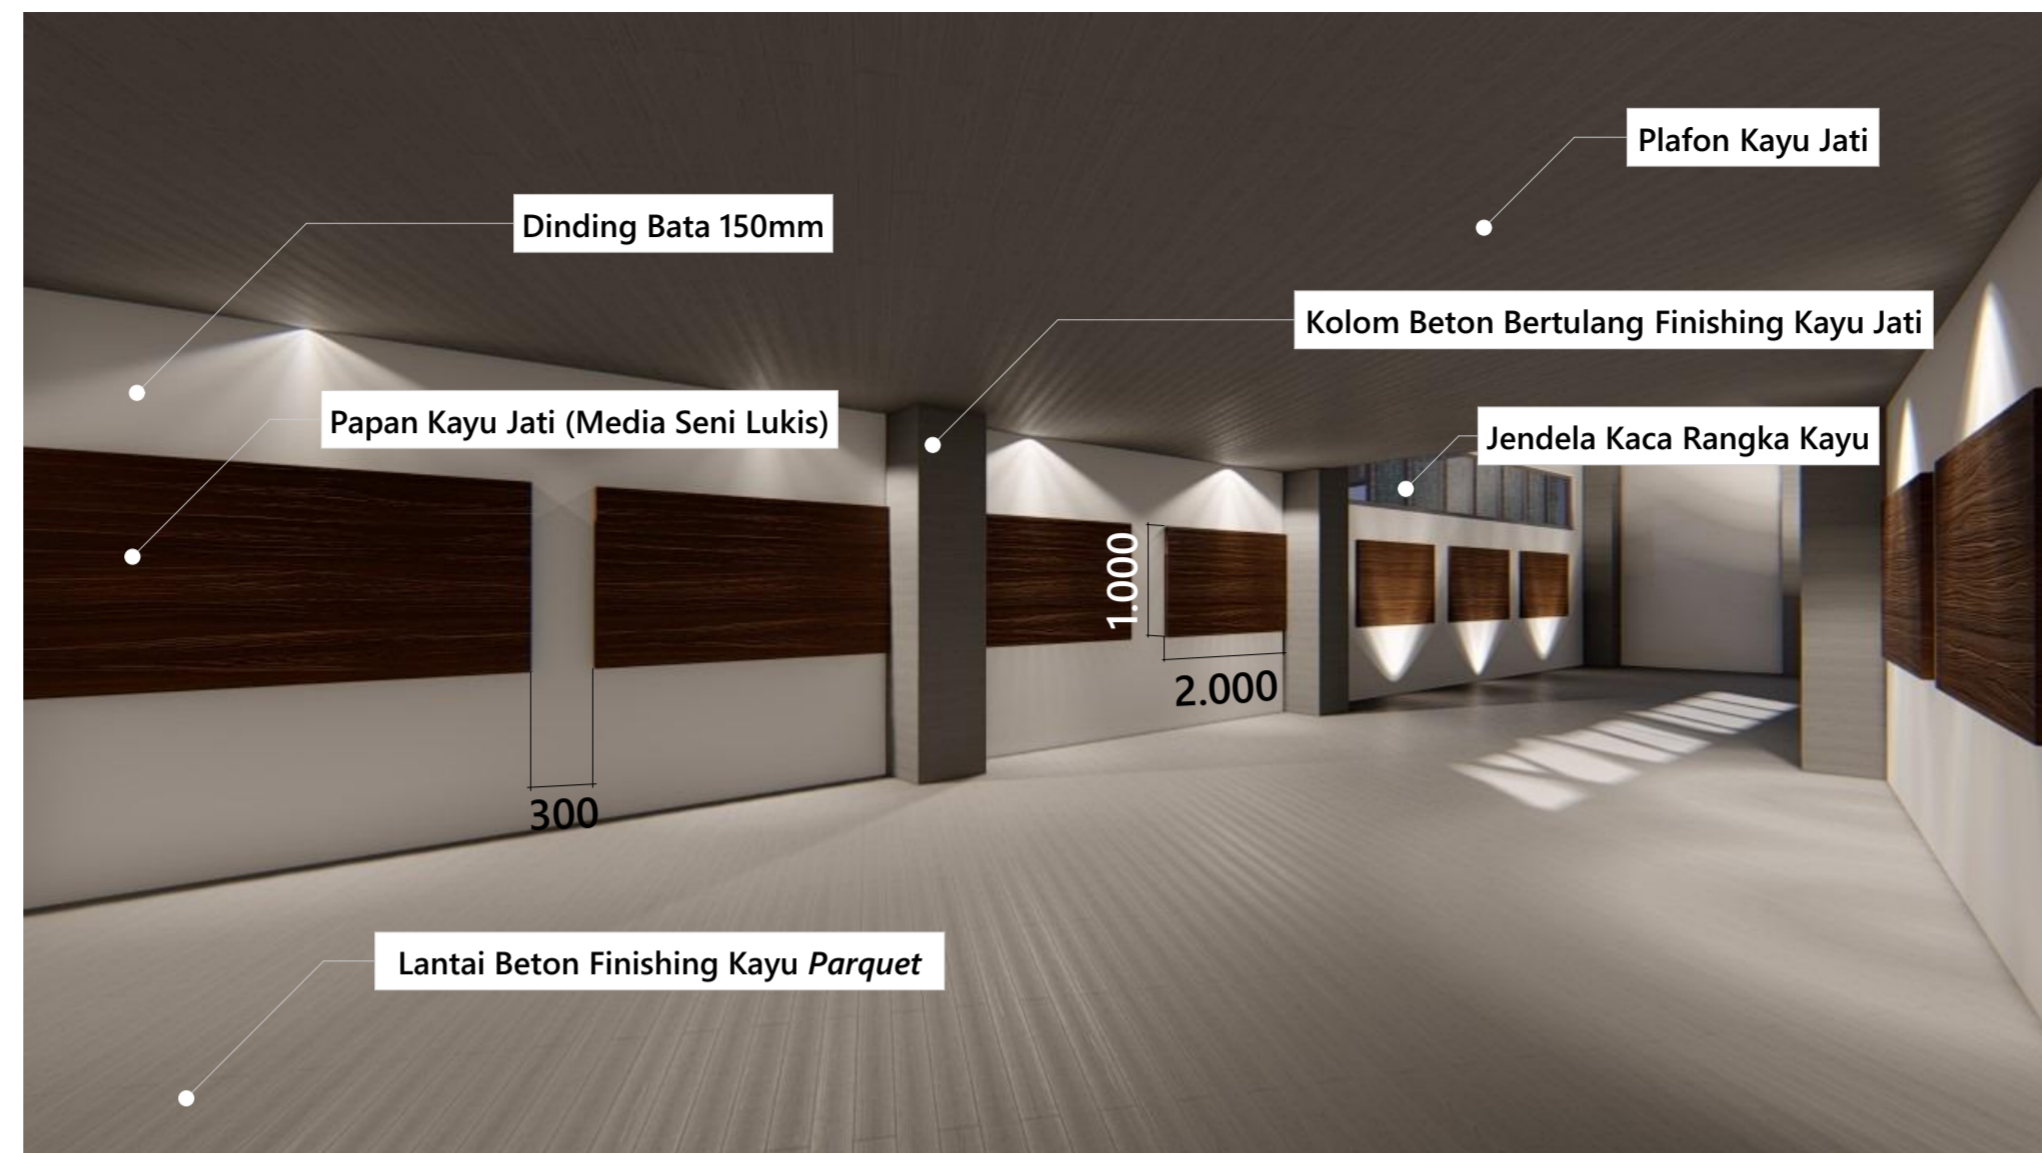 Plafon Kayu Jati
Dinding Bata 150mm
Kolom Beton Bertulang Finishing Kayu Jati
Papan Kayu Jati (Media Seni Lukis)
Jendela Kaca Rangka Kayu
1.000
2.000
300
Lantai Beton Finishing Kayu Parquet